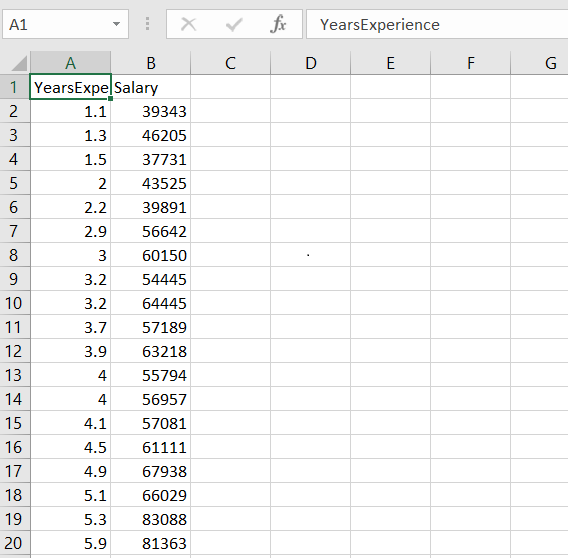 A1 fx YearsExperience
A B C D E F G
1 YearsExpe Salary
2 1.1 39343
3 1.3 46205
4 1.5 37731
5 2 43525
6 2.2 39891
7 2.9 56642
8 3 60150
9 3.2 54445
10 3.2 64445
11 3.7 57189
12 3.9 63218
13 4 55794
14 4 56957
15 4.1 57081
16 4.5 61111
17 4.9 67938
18 5.1 66029
19 5.3 83088
20 5.9 81363